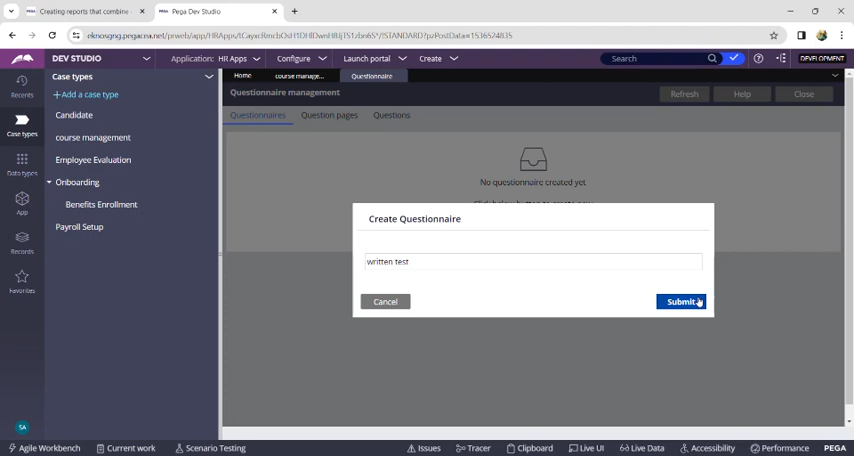 Creating reports that combine
Pega Dev Studio
DEV STUDIO
Application: HR Apps
Configure
Launch portal
Create
Search
DEVELOPMENT
Recents
Case types
Data types
App
Records
Favorites
SA
Case types
+Add a case type
Candidate
course management
Employee Evaluation
Onboarding
Benefits Enrollment
Payroll Setup
Home
course manage...
Questionnaire
Questionnaire management
Refresh
Help
Close
Questionnaires
Question pages
Questions
No questionnaire created yet
Create Questionnaire
written test
Cancel
Submit
Agile Workbench
Current work
Scenario Testing
Issues
Tracer
Clipboard
Live UI
Live Data
Accessibility
Performance
PEGA